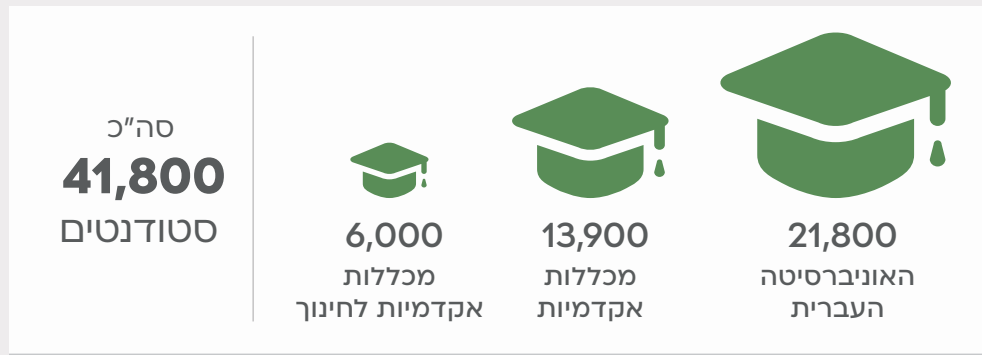 21,800
האוניברסיטה
העברית
13,900
מכללות
אקדמיות
6,000
מכללות
אקדמיות לחינוך
סה"כ
41,800
סטודנטים